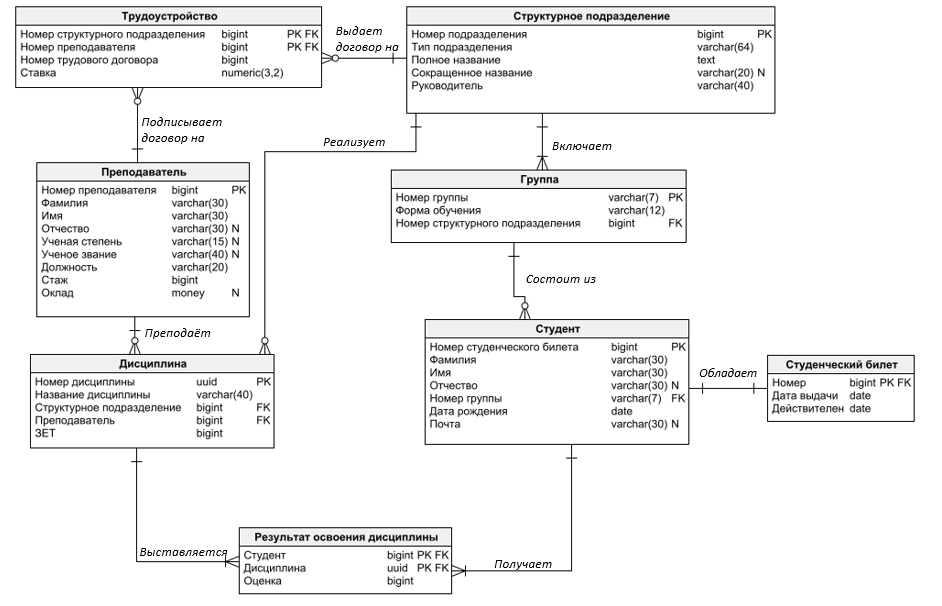 Трудоустройство
Номер структурного подразделения bigint PK FK
Номер преподавателя bigint PK FK
Номер трудового договора bigint
Ставка numeric(3,2)
Выдает
договор на
Структурное подразделение
Номер подразделения bigint PK
Тип подразделения varchar(64)
Полное название text
Сокращенное название varchar(20) N
Руководитель varchar(40)
Подписывает
договор на
Реализует
Включает
Преподаватель
Номер преподавателя bigint PK
Фамилия varchar(30)
Имя varchar(30)
Отчество varchar(30) N
Ученая степень varchar(15) N
Ученое звание varchar(40) N
Должность varchar(20)
Стаж bigint
Оклад money N
Группа
Номер группы varchar(7) PK
Форма обучения varchar(12)
Номер структурного подразделения bigint FK
Состоит из
Преподаёт
Дисциплина
Номер дисциплины uuid PK
Название дисциплины varchar(40)
Структурное подразделение bigint FK
Преподаватель bigint FK
ЗЕТ bigint
Студент
Номер студенческого билета bigint PK
Фамилия varchar(30)
Имя varchar(30)
Отчество varchar(30) N
Номер группы varchar(7) FK
Дата рождения date
Почта varchar(30) N
Обладает
Студенческий билет
Номер bigint PK FK
Дата выдачи date
Действителен date
Выставляется
Результат освоения дисциплины
Студент bigint PK FK
Дисциплина uuid PK FK
Оценка bigint
Получает